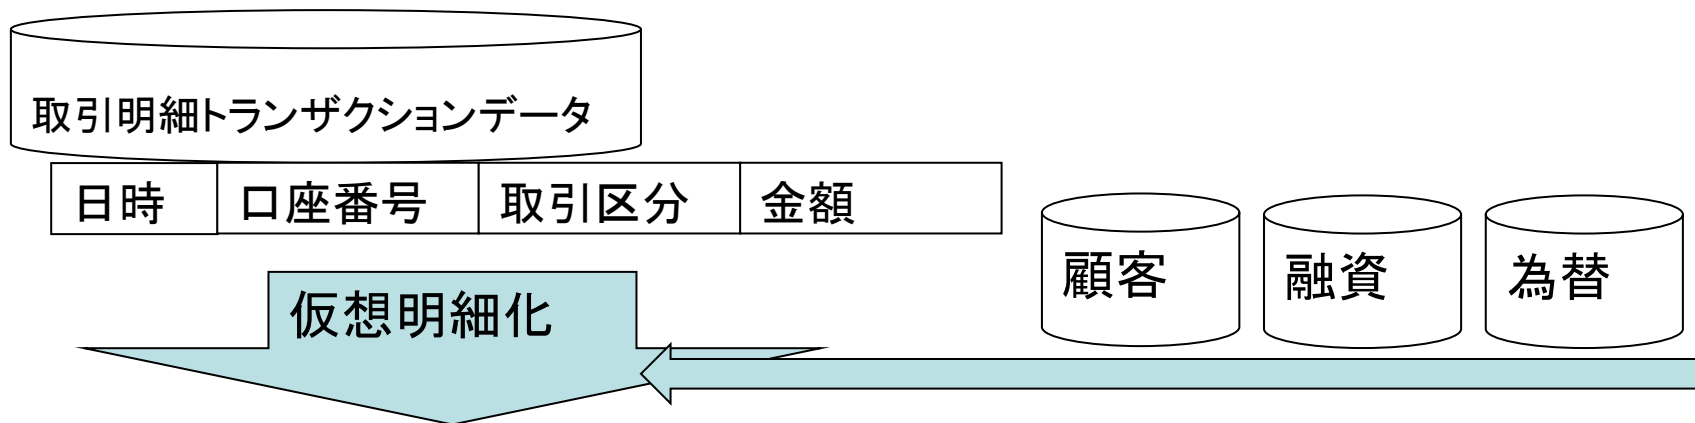 取引明細トランザクションデータ
日時 口座番号 取引区分 金額
顧客 融資 為替
仮想明細化